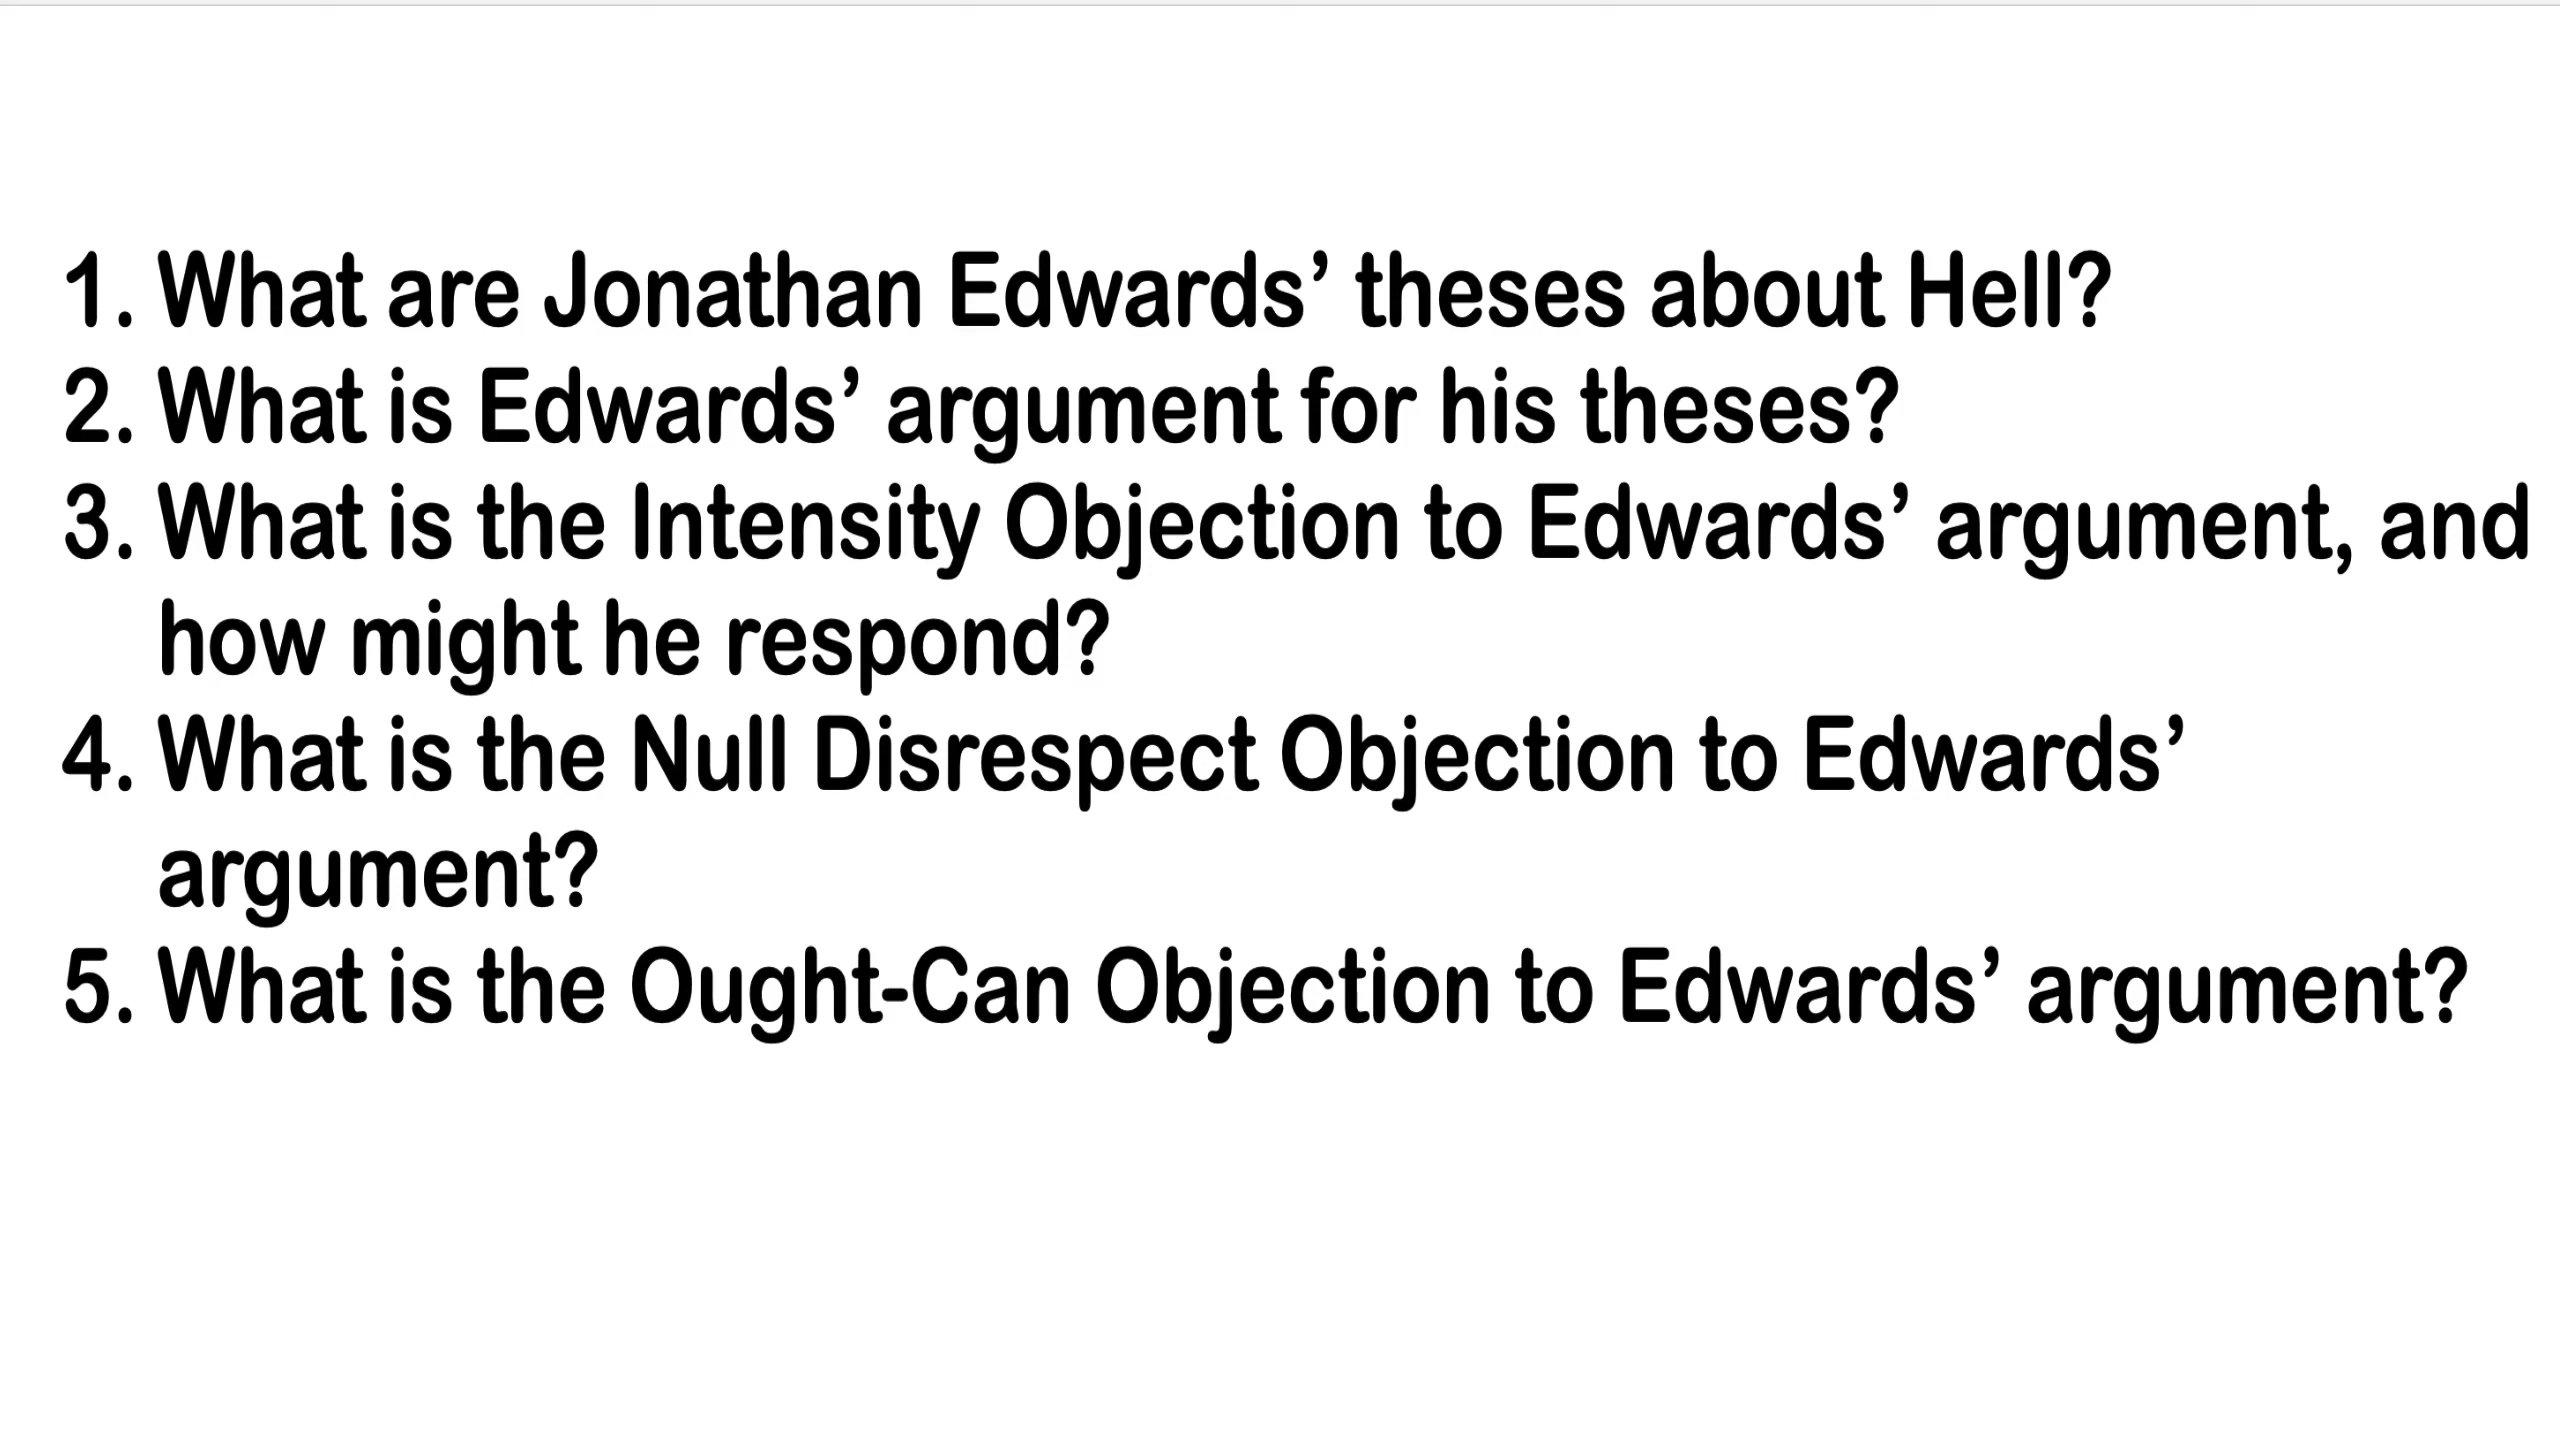 1. What are Jonathan Edwards’ theses about Hell?
2. What is Edwards’ argument for his theses?
3. What is the Intensity Objection to Edwards’ argument, and
how might he respond?
4. What is the Null Disrespect Objection to Edwards’
argument?
5. What is the Ought-Can Objection to Edwards’ argument?